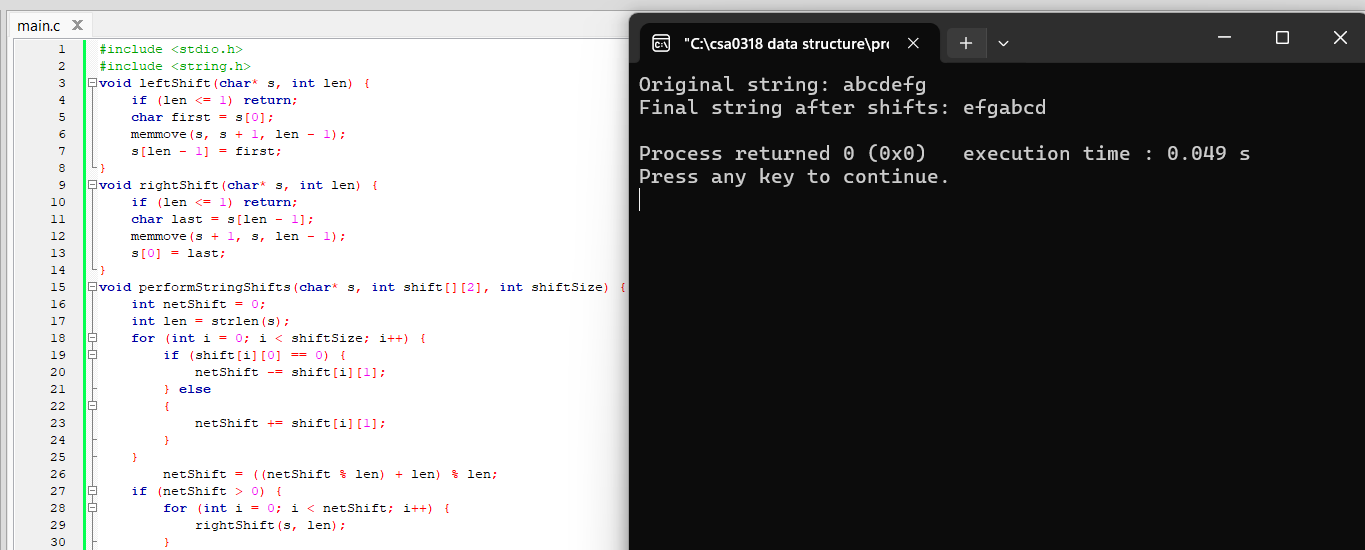 main.c X
1 #include <stdio.h>
2 #include <string.h>
3 void leftShift(char* s, int len) {
4     if (len <= 1) return;
5     char first = s[0];
6     memmove(s, s + 1, len - 1);
7     s[len - 1] = first;
8 }
9 void rightShift(char* s, int len) {
10     if (len <= 1) return;
11     char last = s[len - 1];
12     memmove(s + 1, s, len - 1);
13     s[0] = last;
14 }
15 void performStringShifts(char* s, int shift[][2], int shiftSize) {
16     int netShift = 0;
17     int len = strlen(s);
18     for (int i = 0; i < shiftSize; i++) {
19         if (shift[i][0] == 0) {
20             netShift -= shift[i][1];
21         } else
22         {
23             netShift += shift[i][1];
24         }
25     }
26         netShift = ((netShift % len) + len) % len;
27     if (netShift > 0) {
28         for (int i = 0; i < netShift; i++) {
29             rightShift(s, len);
30         }
"C:\csa0318 data structure\pr
Original string: abcdefg
Final string after shifts: efgabcd
Process returned 0 (0x0)   execution time : 0.049 s
Press any key to continue.